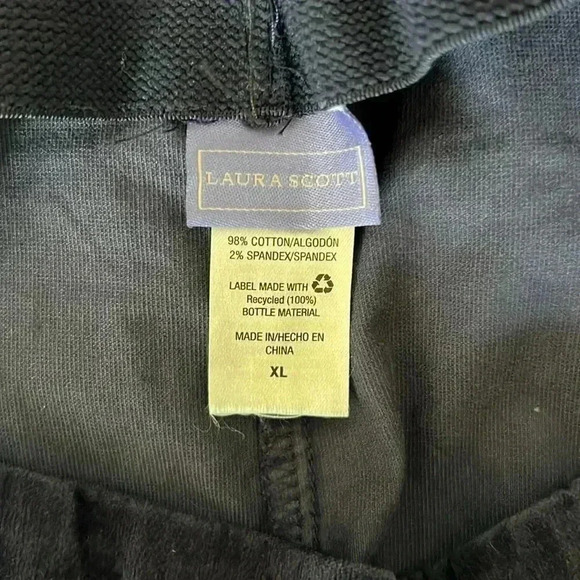 LAURA SCOTT
98% COTTON/ALGODÓN
2% SPANDEX/SPANDEX
LABEL MADE WITH
Recycled (100%)
BOTTLE MATERIAL
MADE IN/HECHO EN
CHINA
XL